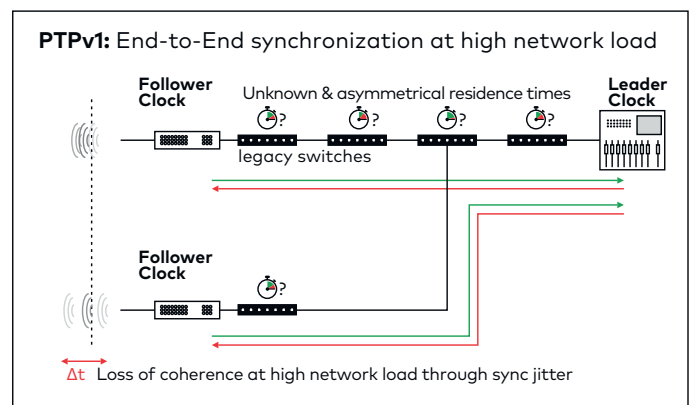 PTPv1: End-to-End synchronization at high network load
Follower
Clock
Unknown & asymmetrical residence times
Leader
Clock
?
?
?
?
legacy switches
Follower
Clock
?
Δt Loss of coherence at high network load through sync jitter